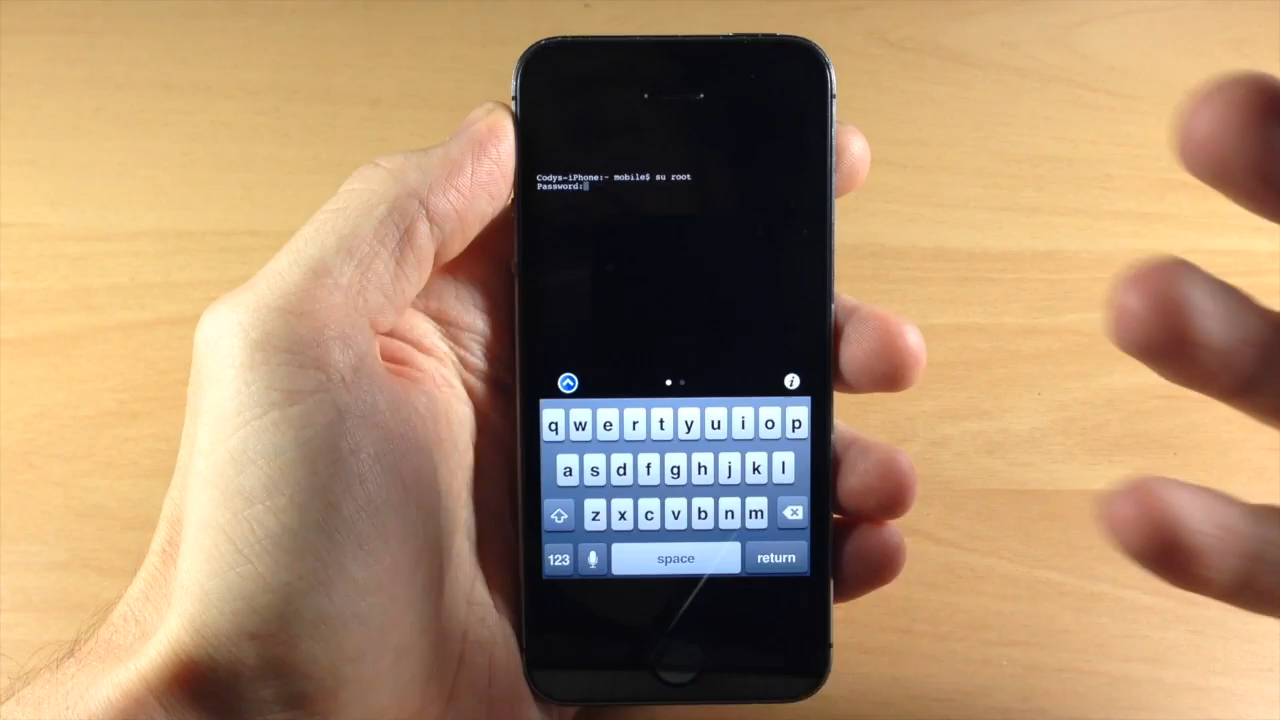 Codys-iPhone:~ mobile$ su root
Password:
i
q w e r t y u i o p
a s d f g h j k l
z x c v b n m
123 space return